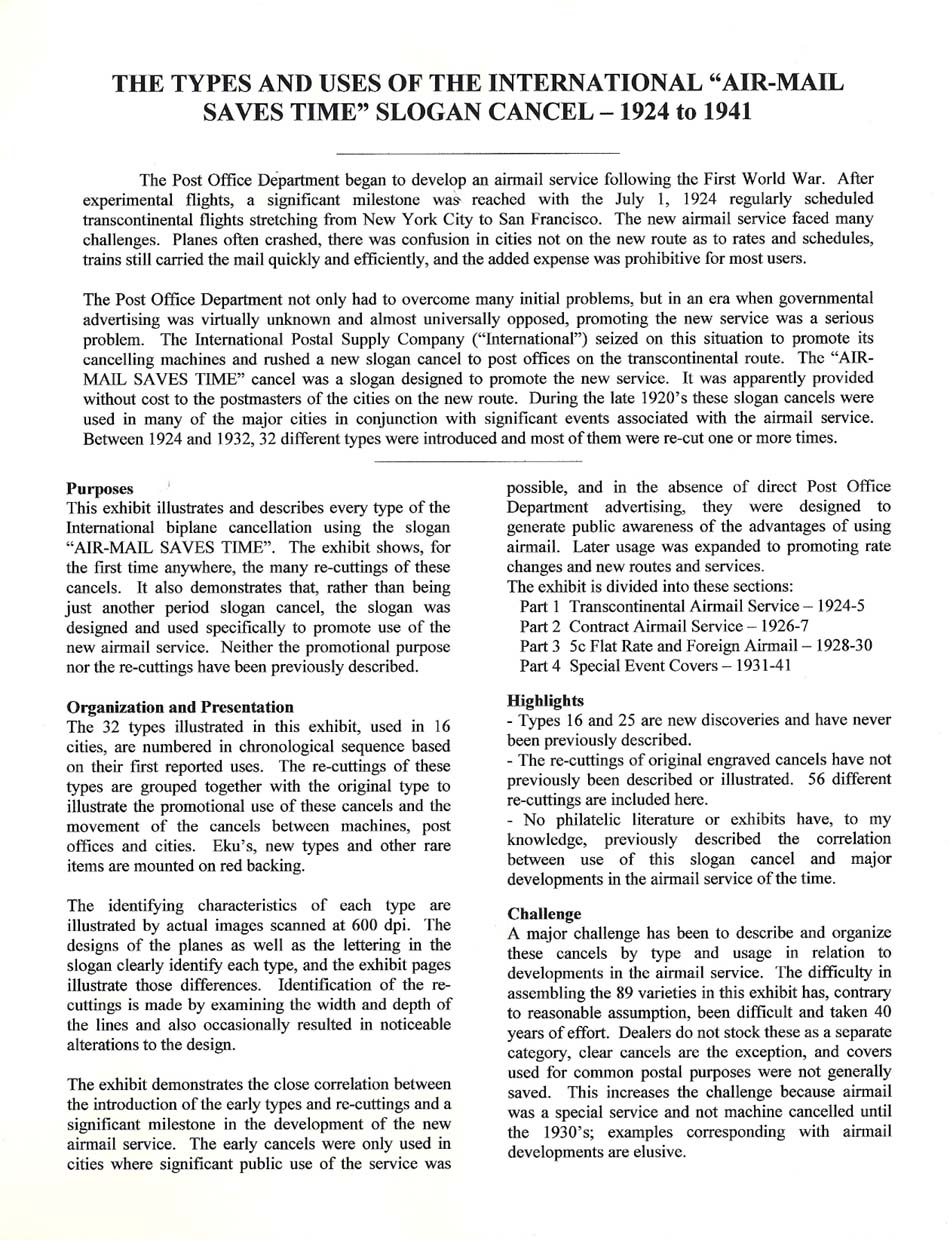 THE TYPES AND USES OF THE INTERNATIONAL “AIR-MAIL
SAVES TIME” SLOGAN CANCEL – 1924 to 1941
The Post Office Department began to develop an airmail service following the First World War. After
experimental flights, a significant milestone was reached with the July 1, 1924 regularly scheduled
transcontinental flights stretching from New York City to San Francisco. The new airmail service faced many
challenges. Planes often crashed, there was confusion in cities not on the new route as to rates and schedules,
trains still carried the mail quickly and efficiently, and the added expense was prohibitive for most users.
The Post Office Department not only had to overcome many initial problems, but in an era when governmental
advertising was virtually unknown and almost universally opposed, promoting the new service was a serious
problem. The International Postal Supply Company (“International”) seized on this situation to promote its
cancelling machines and rushed a new slogan cancel to post offices on the transcontinental route. The “AIR-
MAIL SAVES TIME” cancel was a slogan designed to promote the new service. It was apparently provided
without cost to the postmasters of the cities on the new route. During the late 1920’s these slogan cancels were
used in many of the major cities in conjunction with significant events associated with the airmail service.
Between 1924 and 1932, 32 different types were introduced and most of them were re-cut one or more times.
Purposes
This exhibit illustrates and describes every type of the
International biplane cancellation using the slogan
“AIR-MAIL SAVES TIME”. The exhibit shows, for
the first time anywhere, the many re-cuttings of these
cancels. It also demonstrates that, rather than being
just another period slogan cancel, the slogan was
designed and used specifically to promote use of the
new airmail service. Neither the promotional purpose
nor the re-cuttings have been previously described.
Organization and Presentation
The 32 types illustrated in this exhibit, used in 16
cities, are numbered in chronological sequence based
on their first reported uses. The re-cuttings of these
types are grouped together with the original type to
illustrate the promotional use of these cancels and the
movement of the cancels between machines, post
offices and cities. Eku’s, new types and other rare
items are mounted on red backing.
The identifying characteristics of each type are
illustrated by actual images scanned at 600 dpi. The
designs of the planes as well as the lettering in the
slogan clearly identify each type, and the exhibit pages
illustrate those differences. Identification of the re-
cuttings is made by examining the width and depth of
the lines and also occasionally resulted in noticeable
alterations to the design.
The exhibit demonstrates the close correlation between
the introduction of the early types and re-cuttings and a
significant milestone in the development of the new
airmail service. The early cancels were only used in
cities where significant public use of the service was
possible, and in the absence of direct Post Office
Department advertising, they were designed to
generate public awareness of the advantages of using
airmail. Later usage was expanded to promoting rate
changes and new routes and services.
The exhibit is divided into these sections:
Part 1 Transcontinental Airmail Service – 1924-5
Part 2 Contract Airmail Service – 1926-7
Part 3 5c Flat Rate and Foreign Airmail – 1928-30
Part 4 Special Event Covers – 1931-41
Highlights
- Types 16 and 25 are new discoveries and have never
been previously described.
- The re-cuttings of original engraved cancels have not
previously been described or illustrated. 56 different
re-cuttings are included here.
- No philatelic literature or exhibits have, to my
knowledge, previously described the correlation
between use of this slogan cancel and major
developments in the airmail service of the time.
Challenge
A major challenge has been to describe and organize
these cancels by type and usage in relation to
developments in the airmail service. The difficulty in
assembling the 89 varieties in this exhibit has, contrary
to reasonable assumption, been difficult and taken 40
years of effort. Dealers do not stock these as a separate
category, clear cancels are the exception, and covers
used for common postal purposes were not generally
saved. This increases the challenge because airmail
was a special service and not machine cancelled until
the 1930’s; examples corresponding with airmail
developments are elusive.